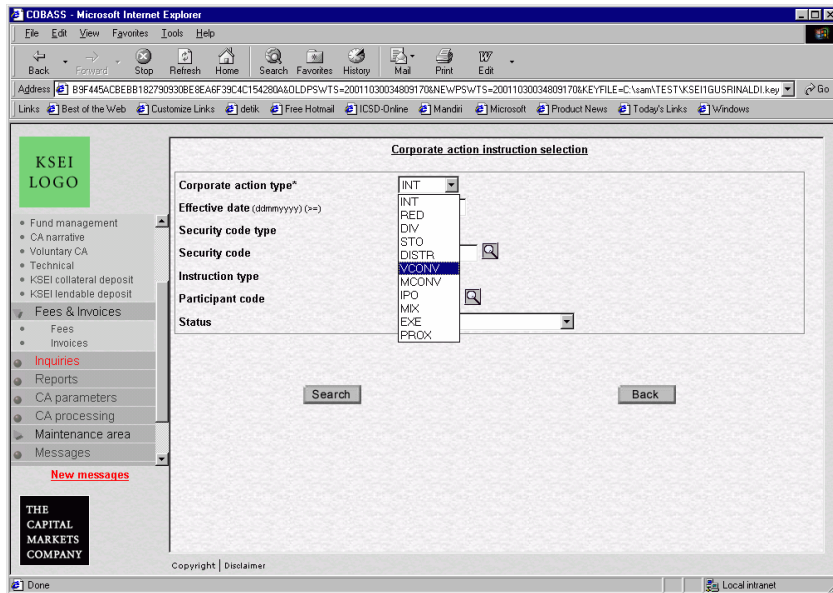 COBASS - Microsoft Internet Explorer
File Edit View Favorites Tools Help
Back Forward Stop Refresh Home Search Favorites History Mail Print Edit
Address B9F445ACBEBB182790930BE8EA6F39C4C154280A&OLDPSWTS=20011030034809170&NEWPSWTS=20011030034809170&KEYFILE=C:\sam\TEST\KSEI1GUSRINALDI.key Go
Links Best of the Web Customize Links detik Free Hotmail ICSD-Online Mandiri Microsoft Product News Today's Links Windows
KSEI
LOGO
Fund management
CA narrative
Voluntary CA
Technical
KSEI collateral deposit
KSEI lendable deposit
Fees & Invoices
Fees
Invoices
Inquiries
Reports
CA parameters
CA processing
Maintenance area
Messages
New messages
THE
CAPITAL
MARKETS
COMPANY
Corporate action instruction selection
Corporate action type* INT
Effective date (ddmmyyyy) (>=)
Security code type
Security code
Instruction type
Participant code
Status
INT
RED
DIV
STO
DISTR
VCONV
MCONV
IPO
MIX
EXE
PROX
Search Back
Copyright | Disclaimer
Done Local intranet